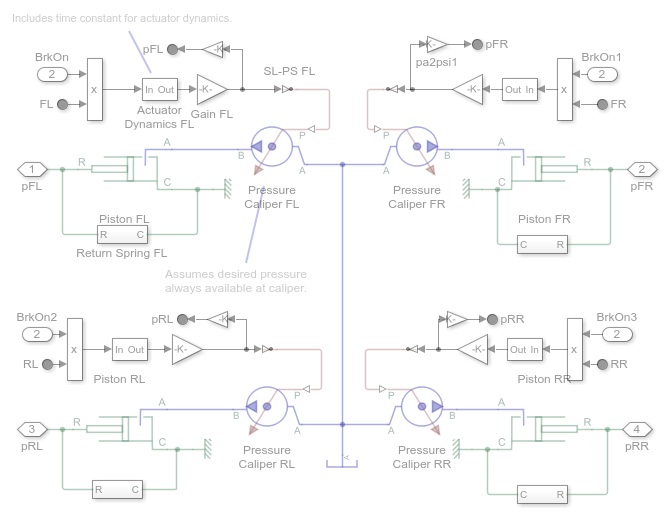 Includes time constant for actuator dynamics.
BrkOn
2
FL
x
In Out
Actuator
Dynamics FL
-K-
Gain FL
pFL
-K
SL-PS FL
P
A
B
A
Pressure
Caliper FL
1
pFL
R
C
Piston FL
R C
Return Spring FL
Assumes desired pressure
always available at caliper.
K-
pFR
pa2psi1
BrkOn1
2
FR
x
Out In
-K-
P
A
B
A
Pressure
Caliper FR
R
C
2
pFR
Piston FR
C R
BrkOn2
2
RL
x
In Out
Piston RL
-K-
pRL
-K
P
A
B
A
Pressure
Caliper RL
3
pRL
R
C
R C
A
K-
pRR
BrkOn3
2
RR
x
Out In
Piston RR
-K-
P
A
B
A
Pressure
Caliper RR
R
C
4
pRR
C R